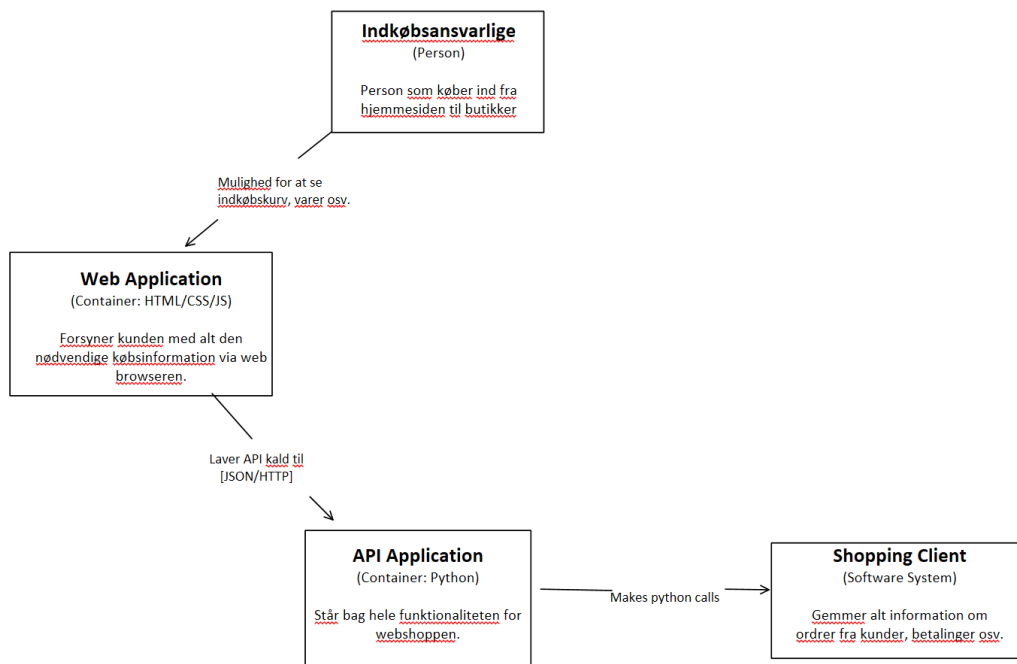 Indkøbsansvarlige
(Person)
Person som køber ind fra
hjemmesiden til butikker
Mulighed for at se
indkøbskurv, varer osv.
Web Application
(Container: HTML/CSS/JS)
Forsyner kunden med alt den
nødvendige købsinformation via web
browseren.
Laver API kald til
[JSON/HTTP]
API Application
(Container: Python)
Står bag hele funktionaliteten for
webshoppen.
Makes python calls
Shopping Client
(Software System)
Gemmer alt information om
ordrer fra kunder, betalinger osv.